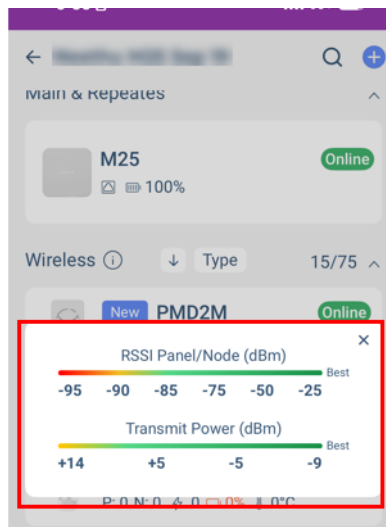 Main & Repeates
M25
Online
100%
Wireless
Type
15/75
New PMD2M
Online
RSSI Panel/Node (dBm)
Best
-95 -90 -85 -75 -50 -25
Transmit Power (dBm)
Best
+14 +5 -5 -9
P: 0 N: 0 0 0% 0°C